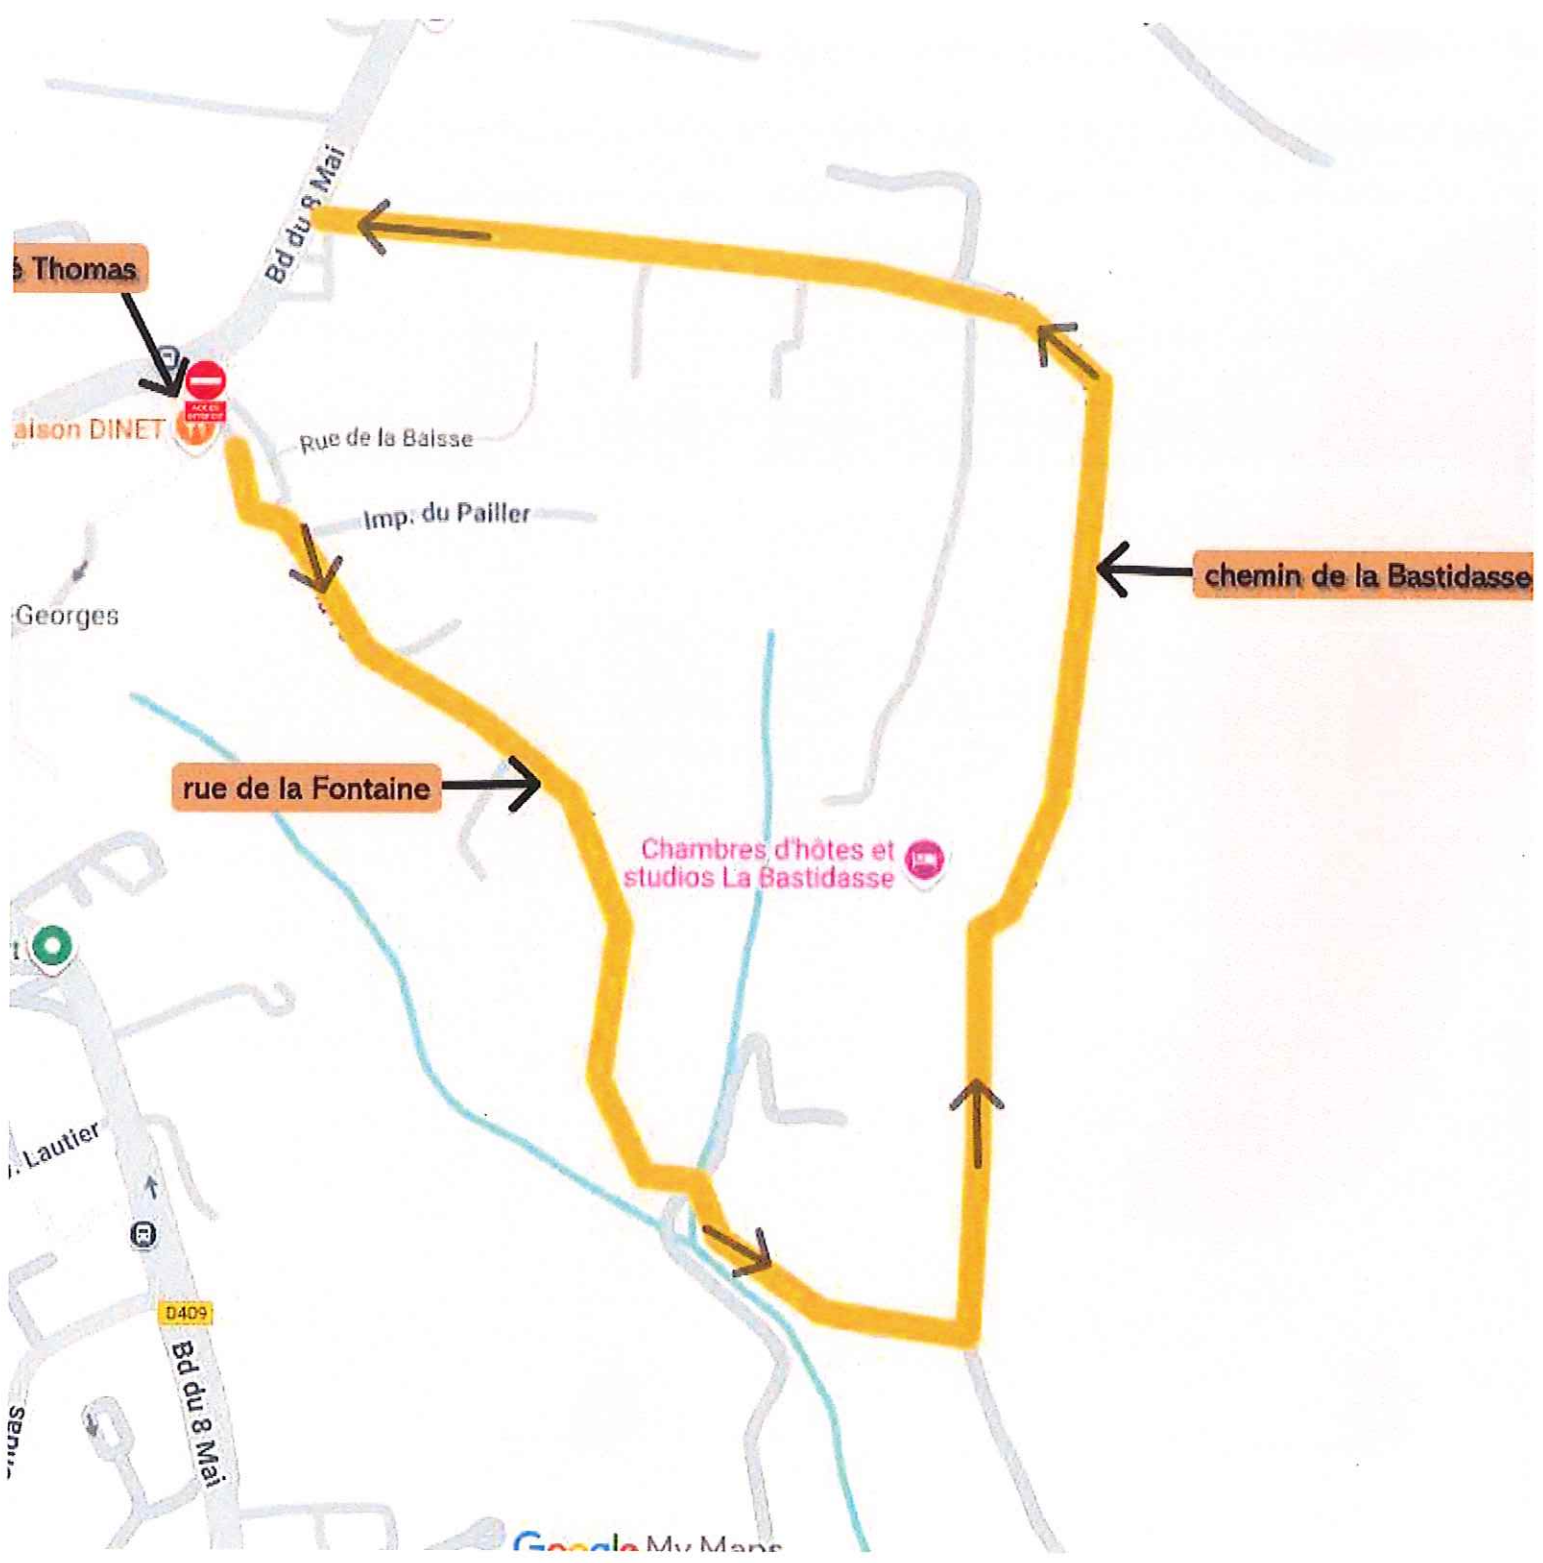 Bd du 8 Mai
é Thomas
ACCES
INTERDIT
aison DINET
Rue de la Baisse
Imp. du Pailler
chemin de la Bastidasse
Georges
rue de la Fontaine
Chambres d'hôtes et
studios La Bastidasse
Lautier
D409
Bd du 8 Mai
Google My Maps